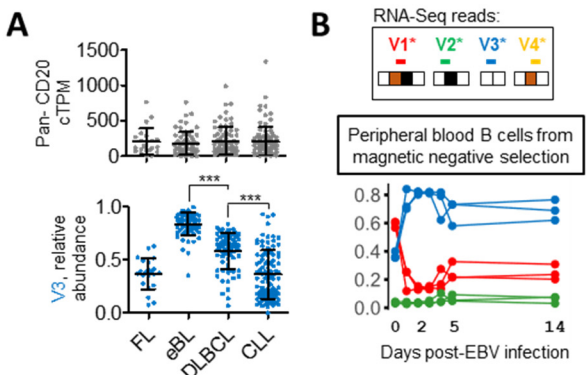 A
Pan- CD20
cTPM
1500
1000
500
0
V3, relative
abundance
1.0
0.5
0.0
***
***
FL
eBL
DLBCL
CLL
B
RNA-Seq reads:
V1* V2* V3* V4*
Peripheral blood B cells from
magnetic negative selection
0.8
0.6
0.4
0.2
0.0
0 2 5 14
Days post-EBV infection